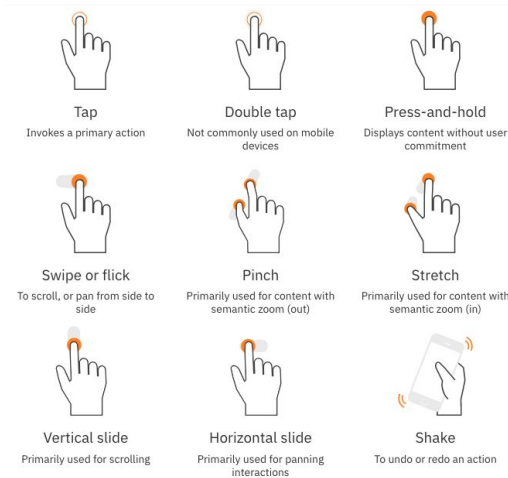 Tap
Invokes a primary action
Double tap
Not commonly used on mobile
devices
Press-and-hold
Displays content without user
commitment
Swipe or flick
To scroll, or pan from side to
side
Pinch
Primarily used for content with
semantic zoom (out)
Stretch
Primarily used for content with
semantic zoom (in)
Vertical slide
Primarily used for scrolling
Horizontal slide
Primarily used for panning
interactions
Shake
To undo or redo an action